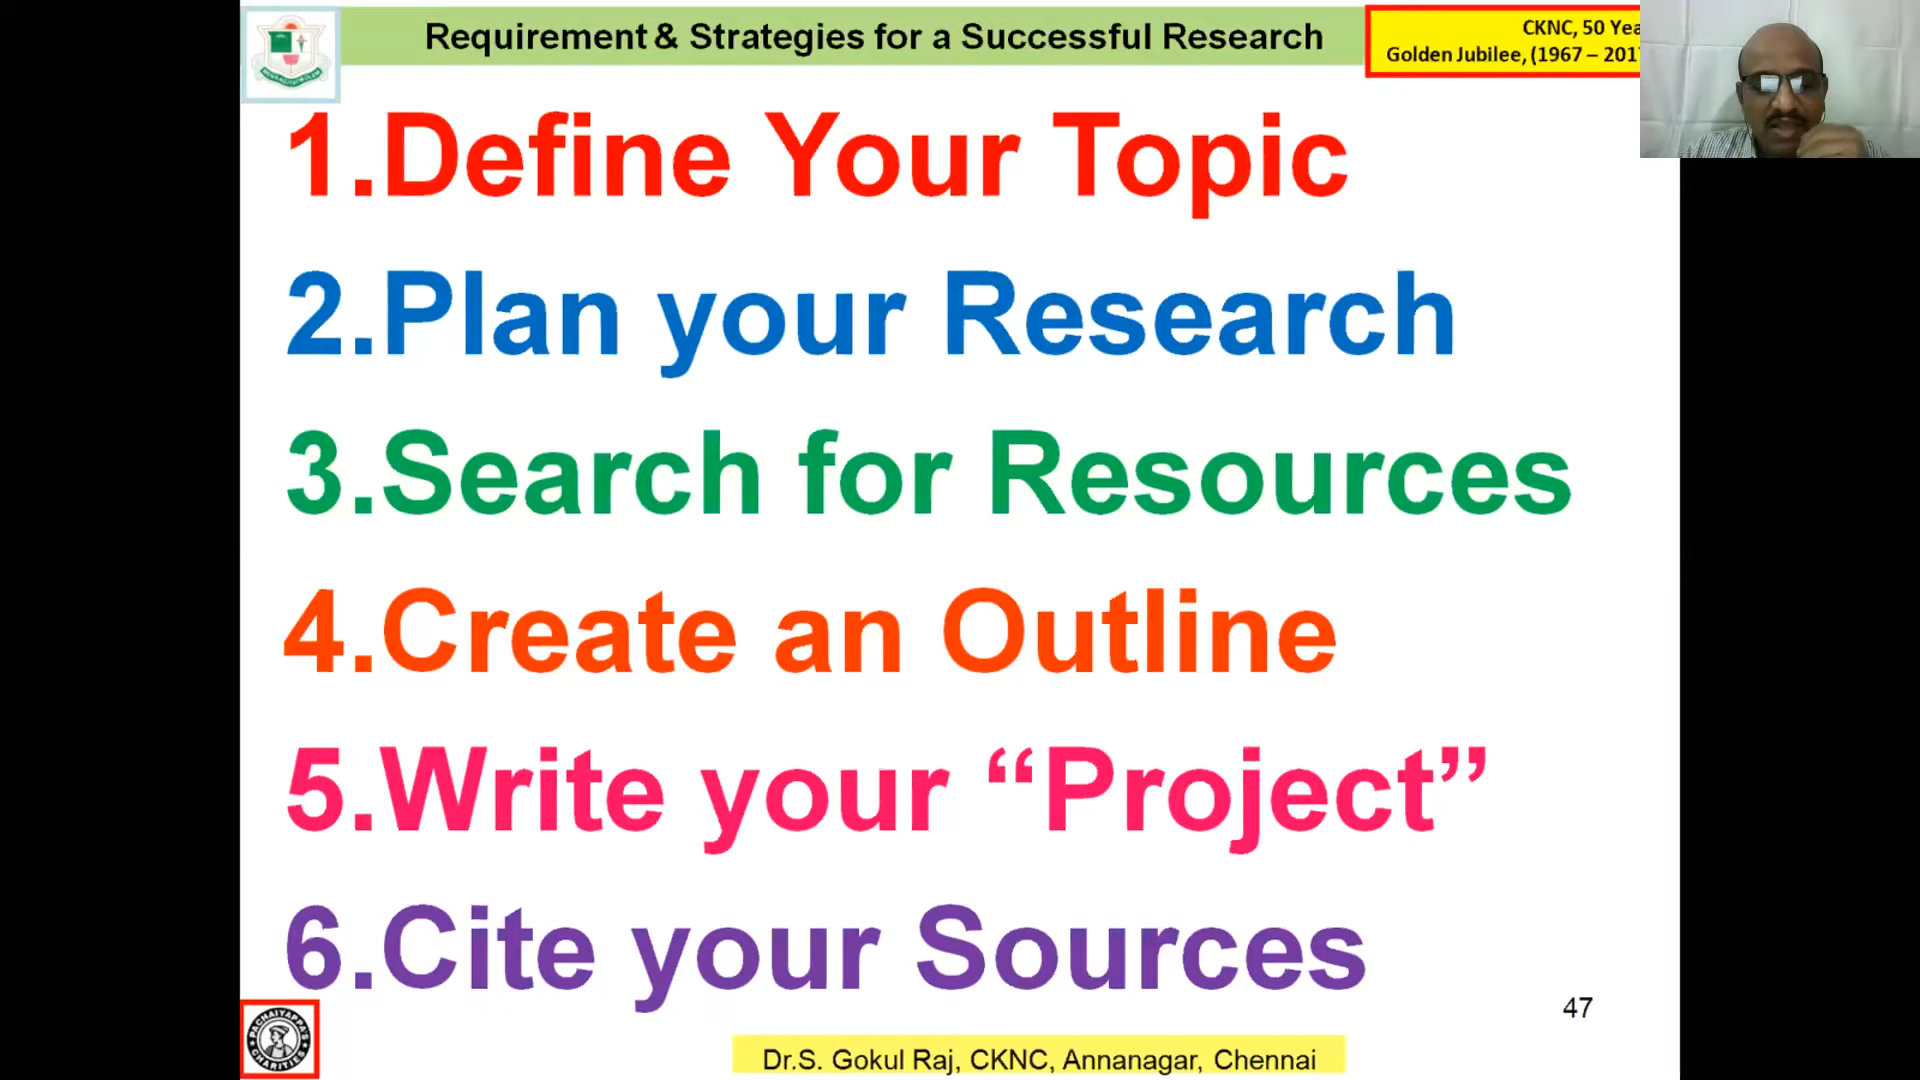 Requirement & Strategies for a Successful Research
CKNC, 50
Golden Jubilee, (1967 –
1.Define Your Topic
2.Plan your Research
3.Search for Resources
4.Create an Outline
5.Write your “Project”
6.Cite your Sources
47
PACHAIYAPPA'S CHARITIES
Dr.S. Gokul Raj, CKNC, Annanagar, Chennai